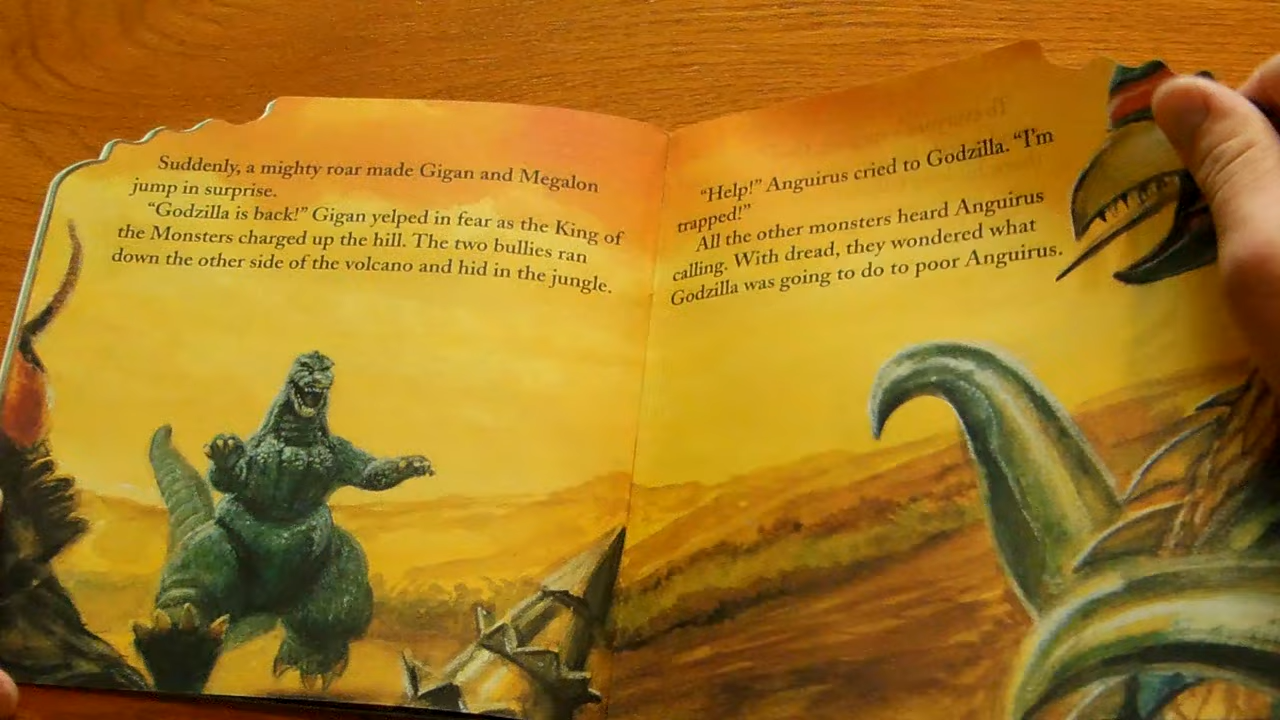 Suddenly, a mighty roar made Gigan and Megalon
jump in surprise.
"Godzilla is back!" Gigan yelped in fear as the King of
the Monsters charged up the hill. The two bullies ran
down the other side of the volcano and hid in the jungle.
"Help!" Anguirus cried to Godzilla. "I'm
trapped!"
All the other monsters heard Anguirus
calling. With dread, they wondered what
Godzilla was going to do to poor Anguirus.